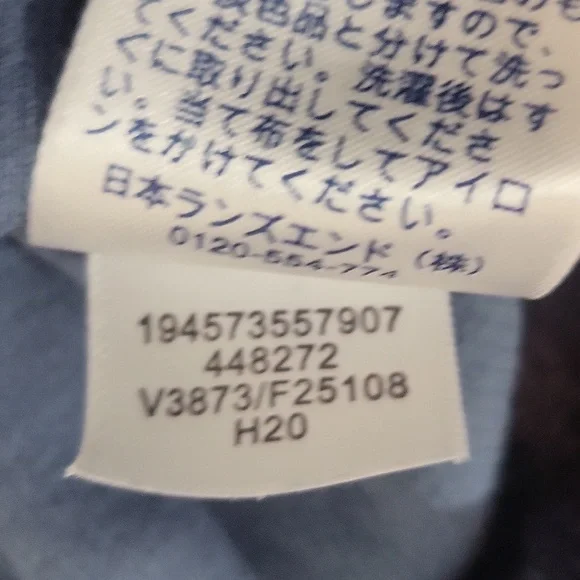 色品と分けて洗っ
ください。洗濯後はす
ぐに取り出してくださ
い。当て布をしてアイロ
ンをかけてください。
日本ランズエンド(株)
0120-554-774
194573557907
448272
V3873/F25108
H20